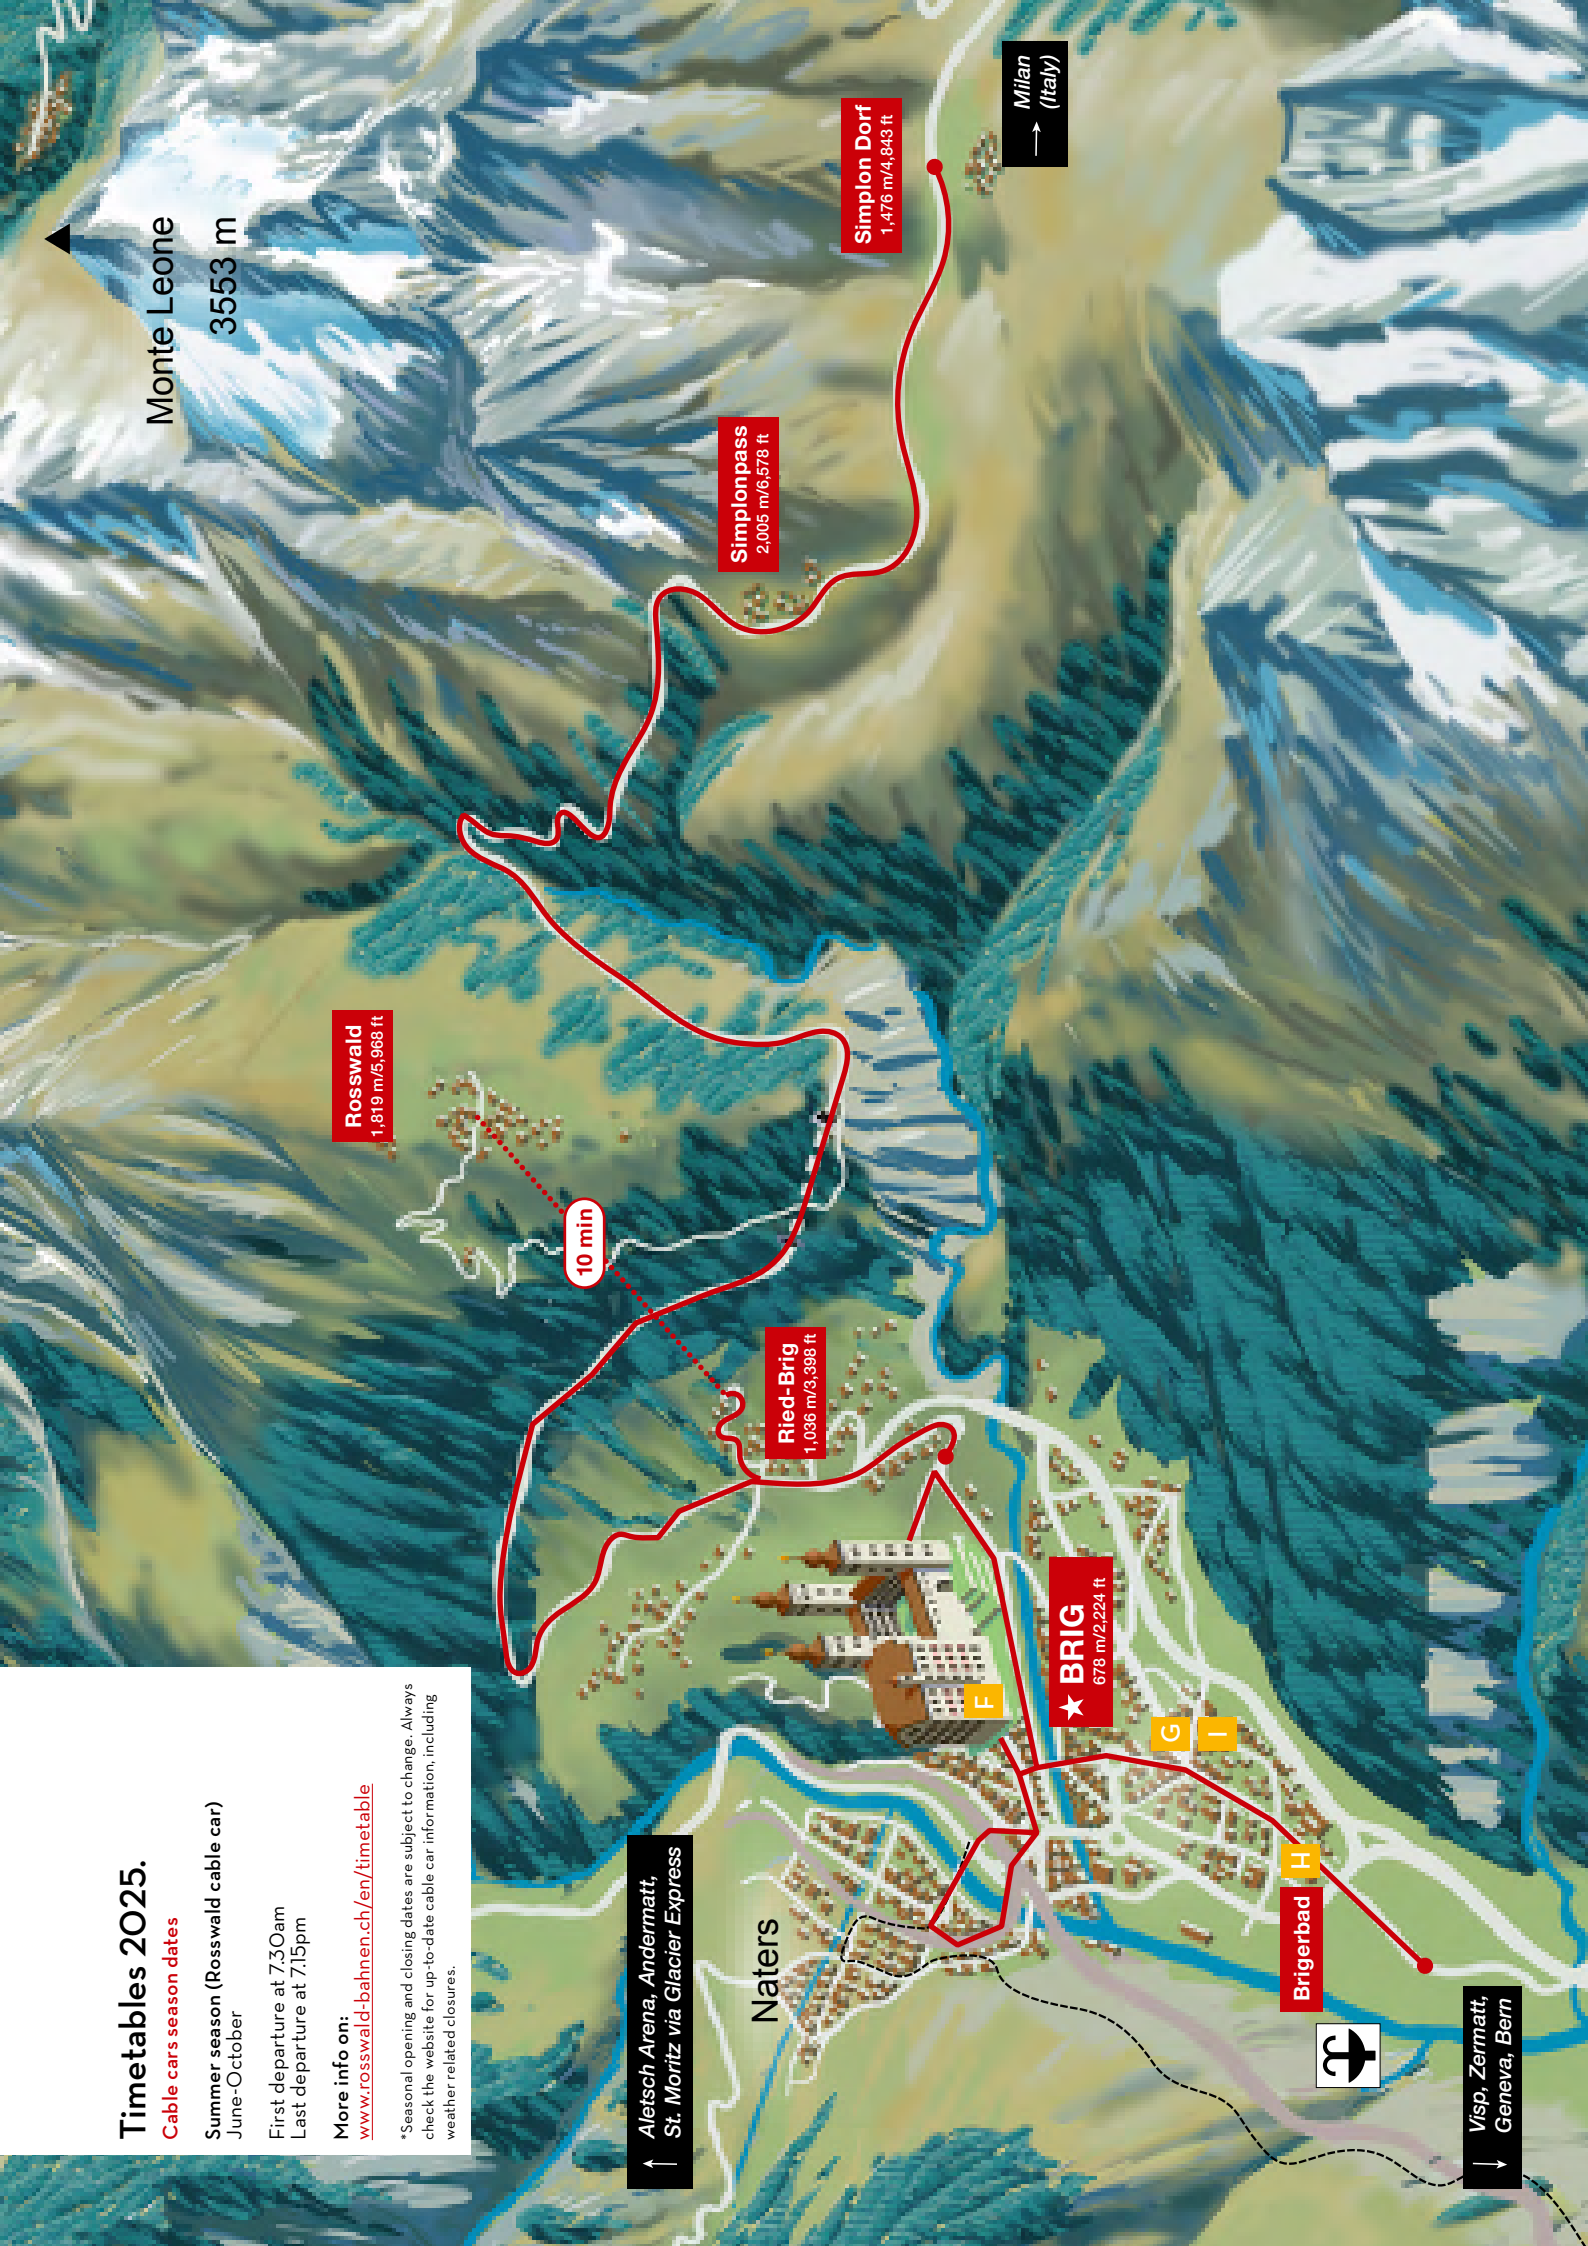 Timetables 2025.
Cable cars season dates
Summer season (Rosswald cable car)
June-October
First departure at 7.30am
Last departure at 7.15pm
More info on:
www.rosswald-bahnen.ch/en/timetable
*Seasonal opening and closing dates are subject to change. Always
check the website for up-to-date cable car information, including
weather related closures.
Monte Leone
3553 m
Rosswald
1,819 m/5,968 ft
10 min
Simplonpass
2,005 m/6,578 ft
Simplon Dorf
1,476 m/4,843 ft
→ Milan
(Italy)
Ried-Brig
1,036 m/3,398 ft
← Aletsch Arena, Andermatt,
St. Moritz via Glacier Express
Naters
F
★ BRIG
678 m/2,224 ft
G
I
H
Brigerbad
← Visp, Zermatt,
Geneva, Bern